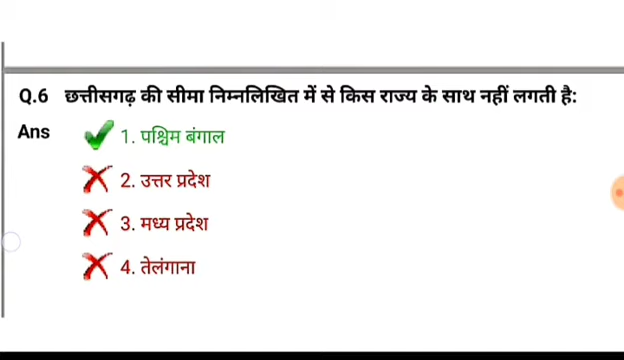 Q.6 छत्तीसगढ़ की सीमा निम्नलिखित में से किस राज्य के साथ नहीं लगती है:
Ans 1. पश्चिम बंगाल
2. उत्तर प्रदेश
3. मध्य प्रदेश
4. तेलंगाना